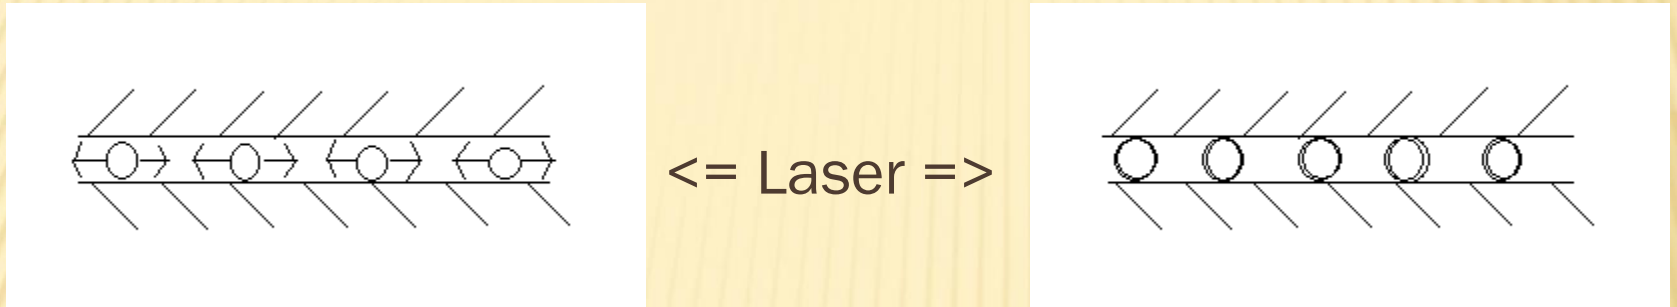 <= Laser =>